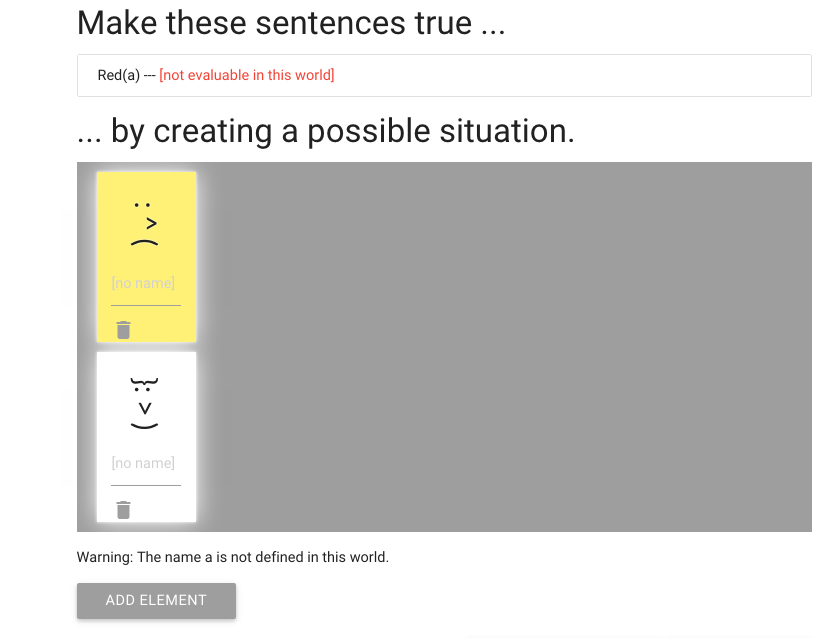 Make these sentences true ...
Red(a) --- [not evaluable in this world]
... by creating a possible situation.
[no name]
[no name]
Warning: The name a is not defined in this world.
ADD ELEMENT